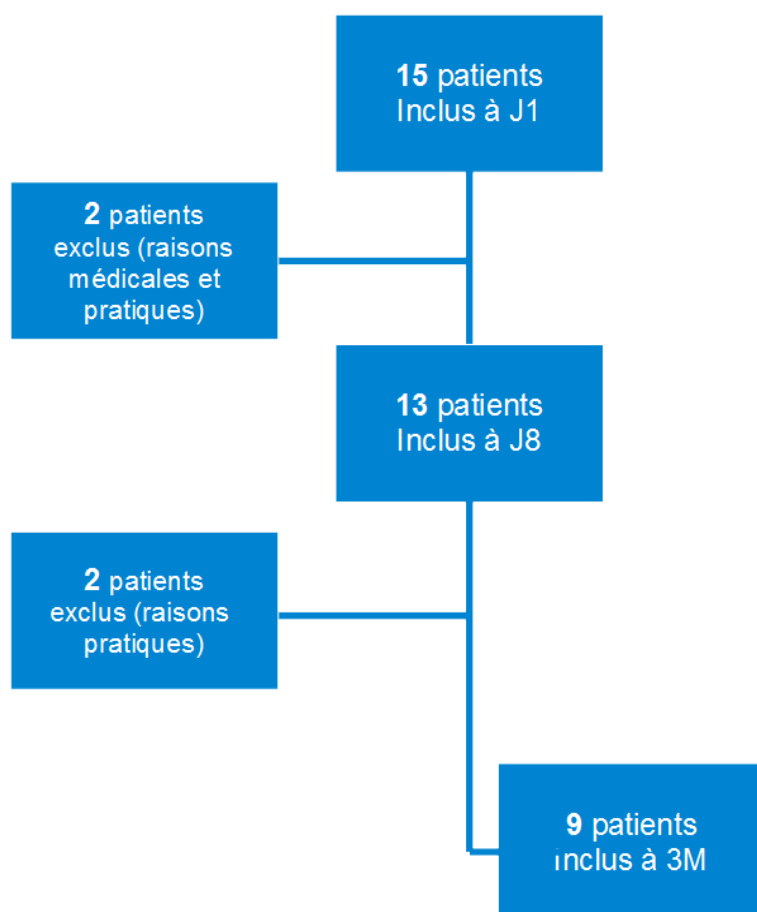 15 patients
Inclus à J1
2 patients
exclus (raisons
médicales et
pratiques)
13 patients
Inclus à J8
2 patients
exclus (raisons
pratiques)
9 patients
inclus à 3M